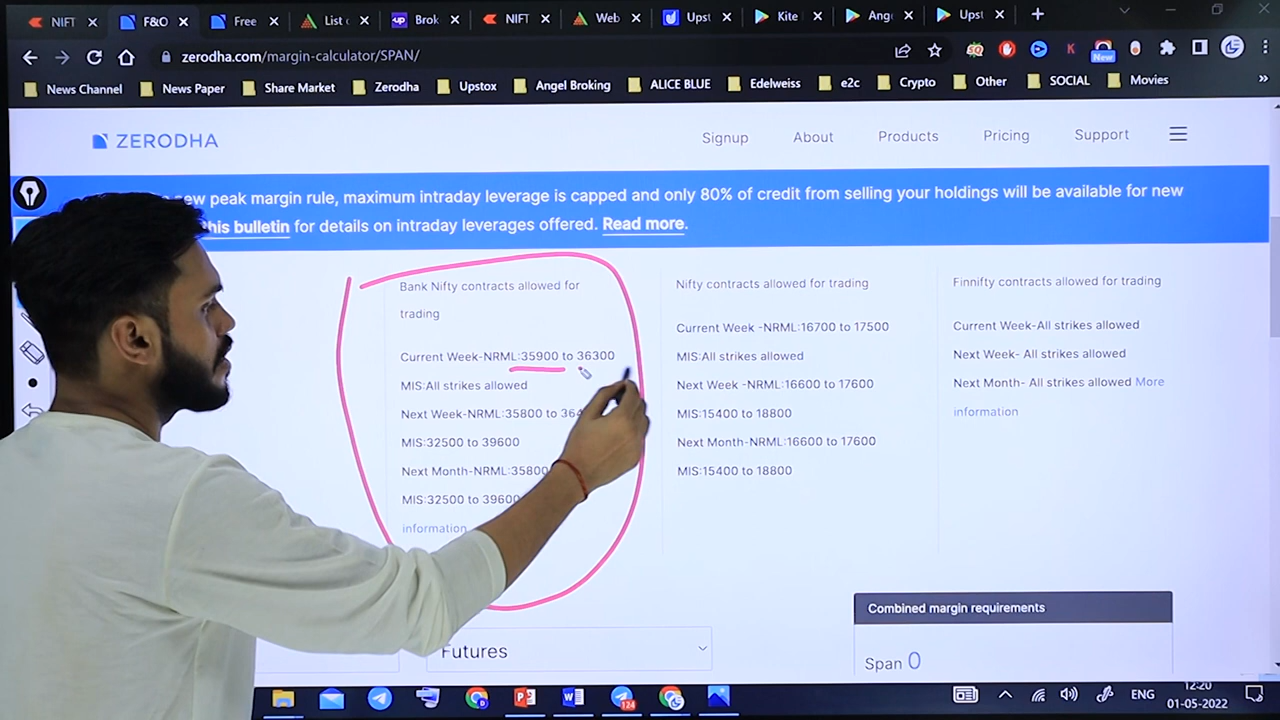 NIFT
F&O
Free
List
Brok
NIFT
Web
Upst
Kite
Ang
Upst
zerodha.com/margin-calculator/SPAN/
New
News Channel
News Paper
Share Market
Zerodha
Upstox
Angel Broking
ALICE BLUE
Edelweiss
e2c
Crypto
Other
SOCIAL
Movies
ZERODHA
Signup
About
Products
Pricing
Support
new peak margin rule, maximum intraday leverage is capped and only 80% of credit from selling your holdings will be available for new
this bulletin for details on intraday leverages offered. Read more.
Bank Nifty contracts allowed for
trading
Current Week-NRML:35900 to 36300
MIS:All strikes allowed
Next Week-NRML:35800 to 364
MIS:32500 to 39600
Next Month-NRML:35800
MIS:32500 to 39600
information
Nifty contracts allowed for trading
Current Week -NRML:16700 to 17500
MIS:All strikes allowed
Next Week -NRML:16600 to 17600
MIS:15400 to 18800
Next Month-NRML:16600 to 17600
MIS:15400 to 18800
Finnifty contracts allowed for trading
Current Week-All strikes allowed
Next Week- All strikes allowed
Next Month- All strikes allowed More
information
Combined margin requirements
Span 0
Futures
124
ENG
12:20
01-05-2022